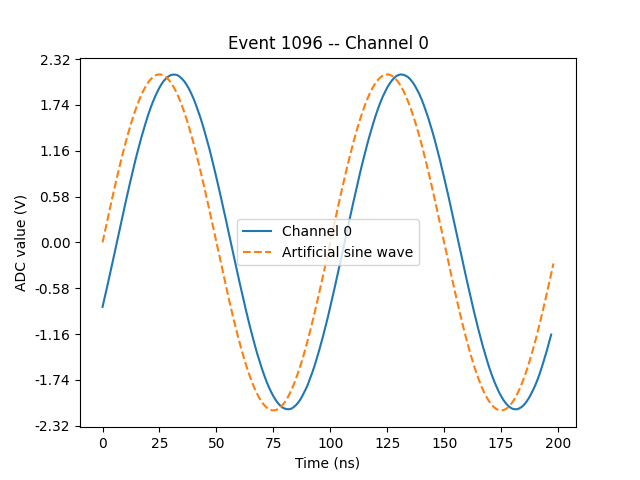 Event 1096 -- Channel 0
2.32
1.74
1.16
0.58
0.00
-0.58
-1.16
-1.74
-2.32
ADC value (V)
Channel 0
Artificial sine wave
0 25 50 75 100 125 150 175 200
Time (ns)